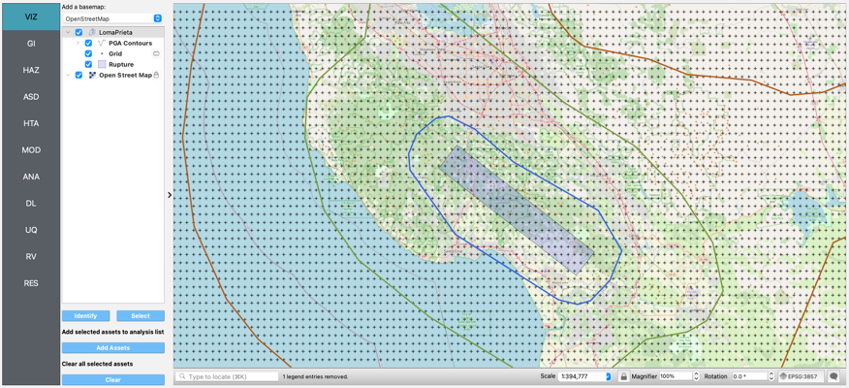 Add a basemap:
OpenStreetMap
VIZ
GI
HAZ
ASD
HTA
MOD
ANA
DL
UQ
RV
RES
LomaPrieta
PGA Contours
Grid
Rupture
Open Street Map
Identify
Select
Add selected assets to analysis list
Add Assets
Clear all selected assets
Clear
Type to locate (⌘K)
1 legend entries removed.
Scale 1:394,777
Magnifier 100%
Rotation 0.0 °
EPSG:3857